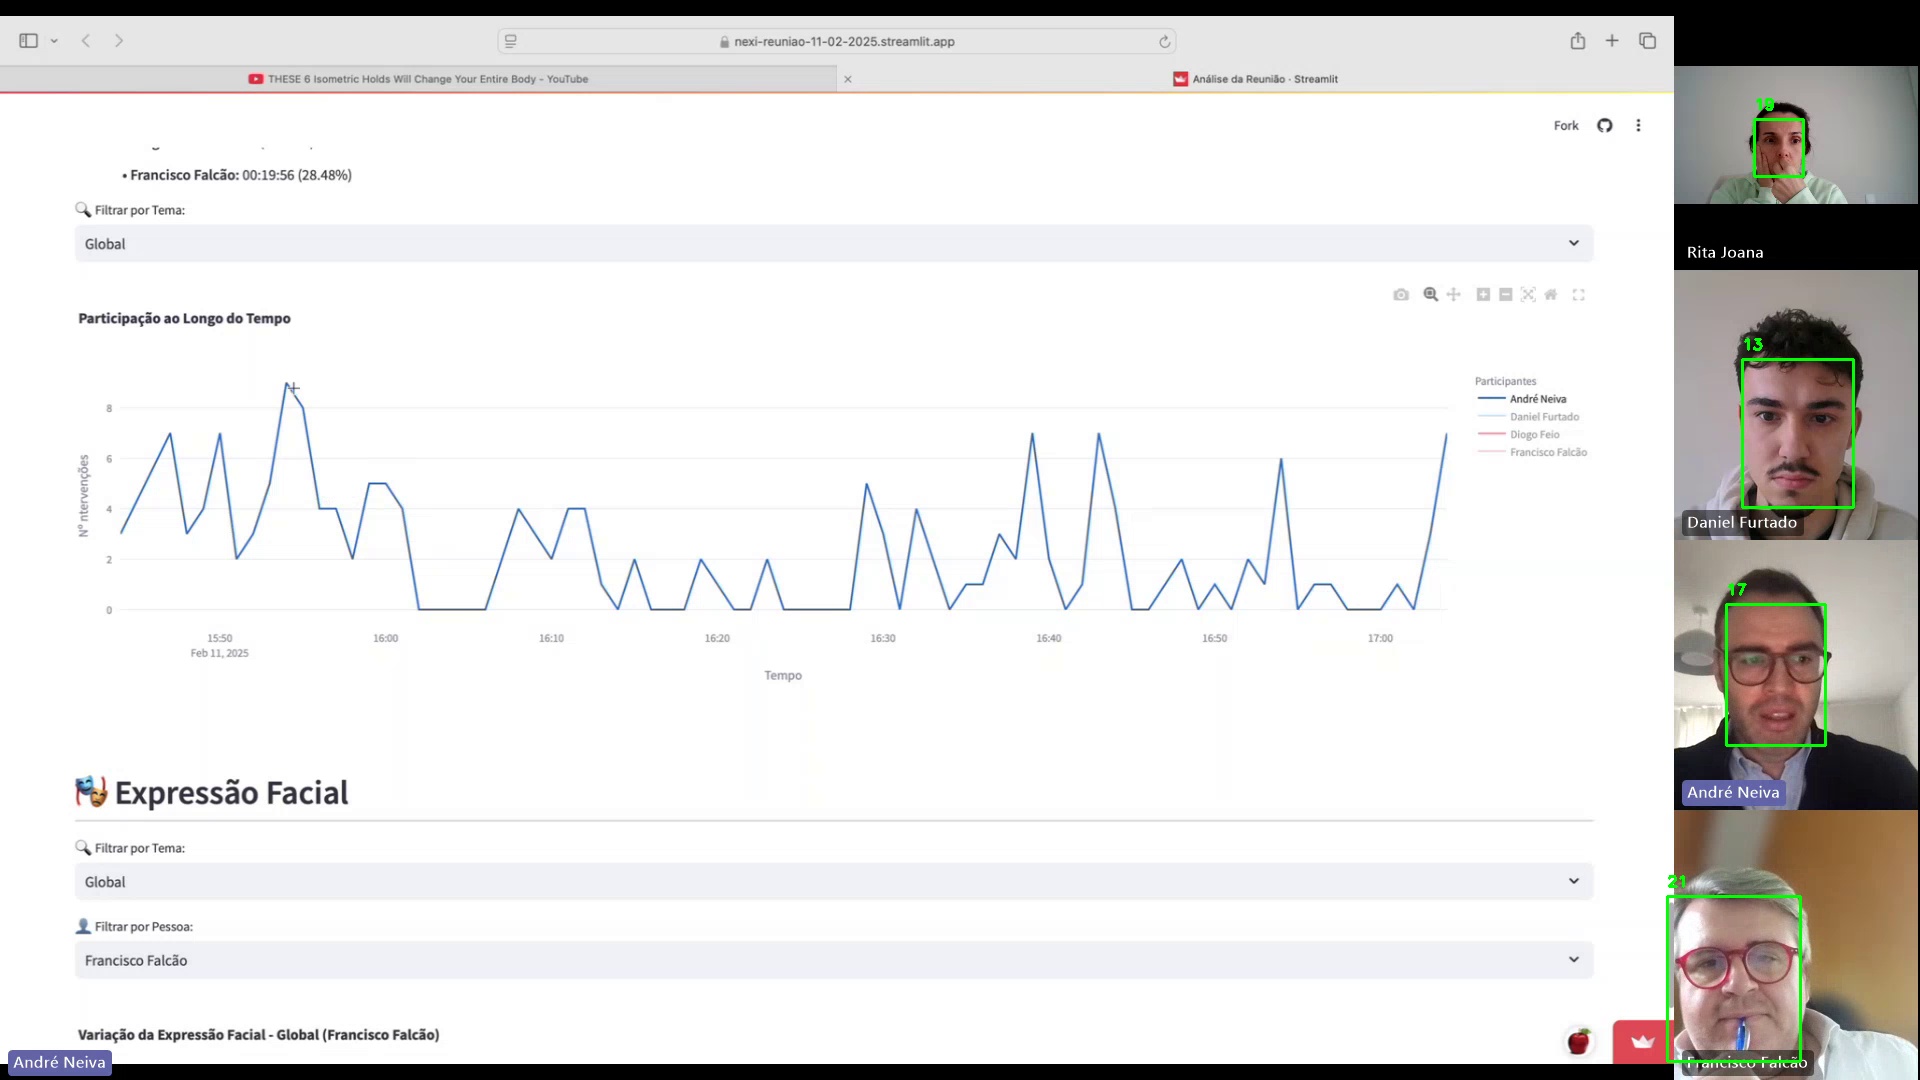 nexi-reuniao-11-02-2025.streamlit.app
THESE 6 Isometric Holds Will Change Your Entire Body - YouTube
Análise da Reunião · Streamlit
Fork
• Francisco Falcão: 00:19:56 (28.48%)
Filtrar por Tema:
Global
Participação ao Longo do Tempo
Participantes
André Neiva
Daniel Furtado
Diogo Feio
Francisco Falcão
Nº ntervenções
8
6
4
2
0
15:50
16:00
16:10
16:20
16:30
16:40
16:50
17:00
Feb 11, 2025
Tempo
Expressão Facial
Filtrar por Tema:
Global
Filtrar por Pessoa:
Francisco Falcão
Variação da Expressão Facial - Global (Francisco Falcão)
André Neiva
19
Rita Joana
13
Daniel Furtado
17
André Neiva
21
Francisco Falcão